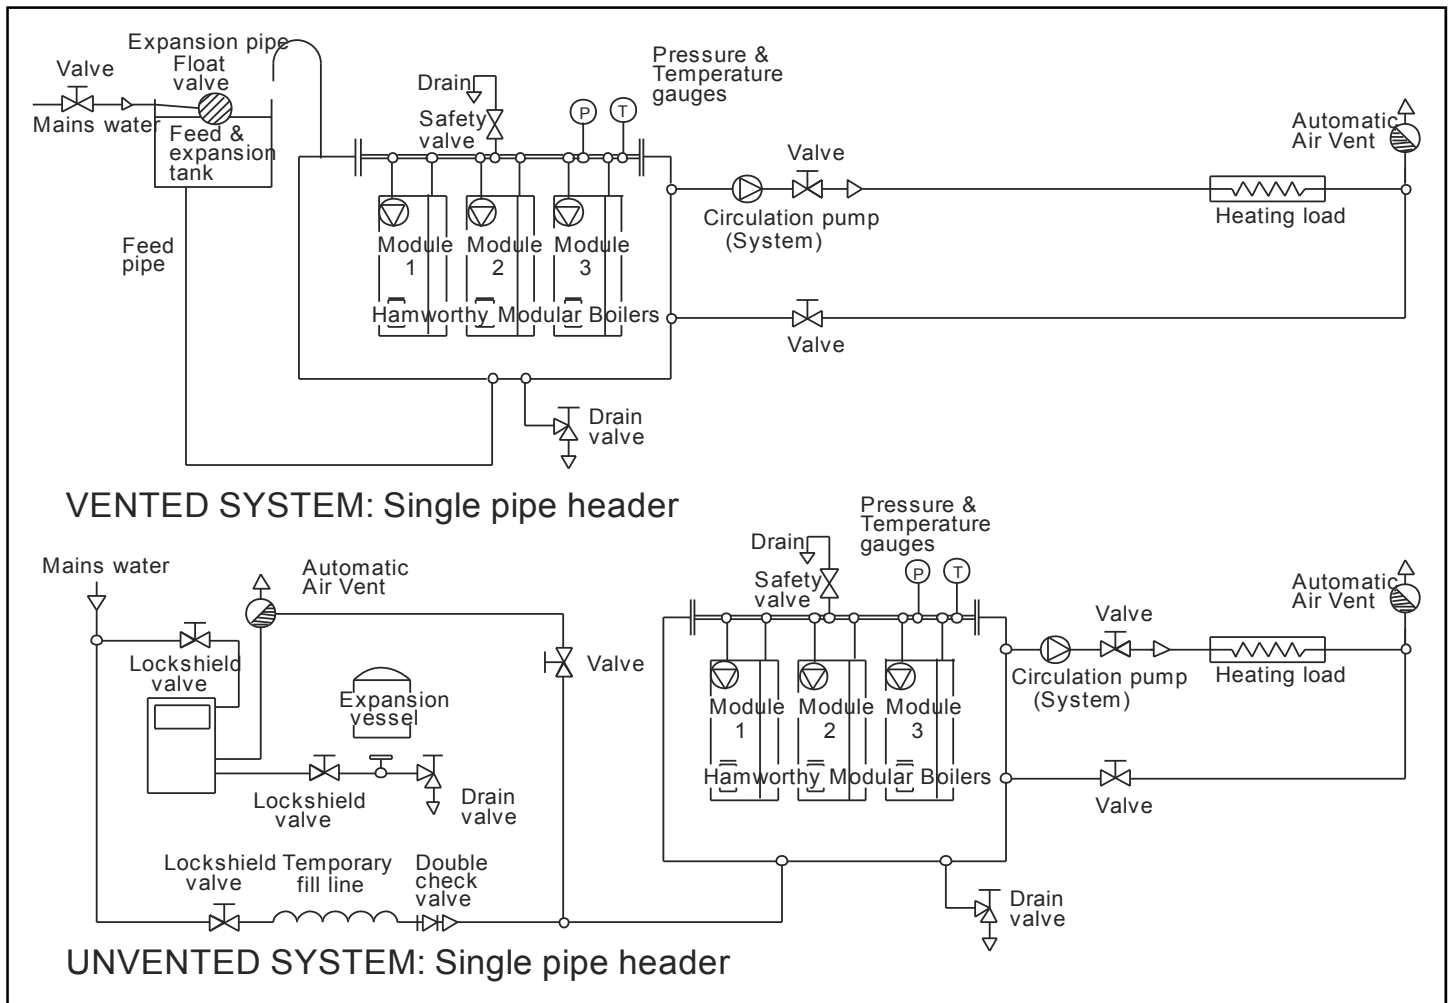 Expansion pipe
Valve
Float
valve
Mains water
Feed &
expansion
tank
Feed
pipe
Drain
Safety
valve
Pressure &
Temperature
gauges
P
T
Module
1
Module
2
Module
3
Hamworthy Modular Boilers
Valve
Circulation pump
(System)
Automatic
Air Vent
Heating load
Valve
Drain
valve
VENTED SYSTEM: Single pipe header
Mains water
Automatic
Air Vent
Lockshield
valve
Valve
Expansion
vessel
Lockshield
valve
Drain
valve
Lockshield
valve
Temporary
fill line
Double
check
valve
Drain
Safety
valve
Pressure &
Temperature
gauges
P
T
Module
1
Module
2
Module
3
Hamworthy Modular Boilers
Valve
Circulation pump
(System)
Automatic
Air Vent
Heating load
Valve
Drain
valve
UNVENTED SYSTEM: Single pipe header